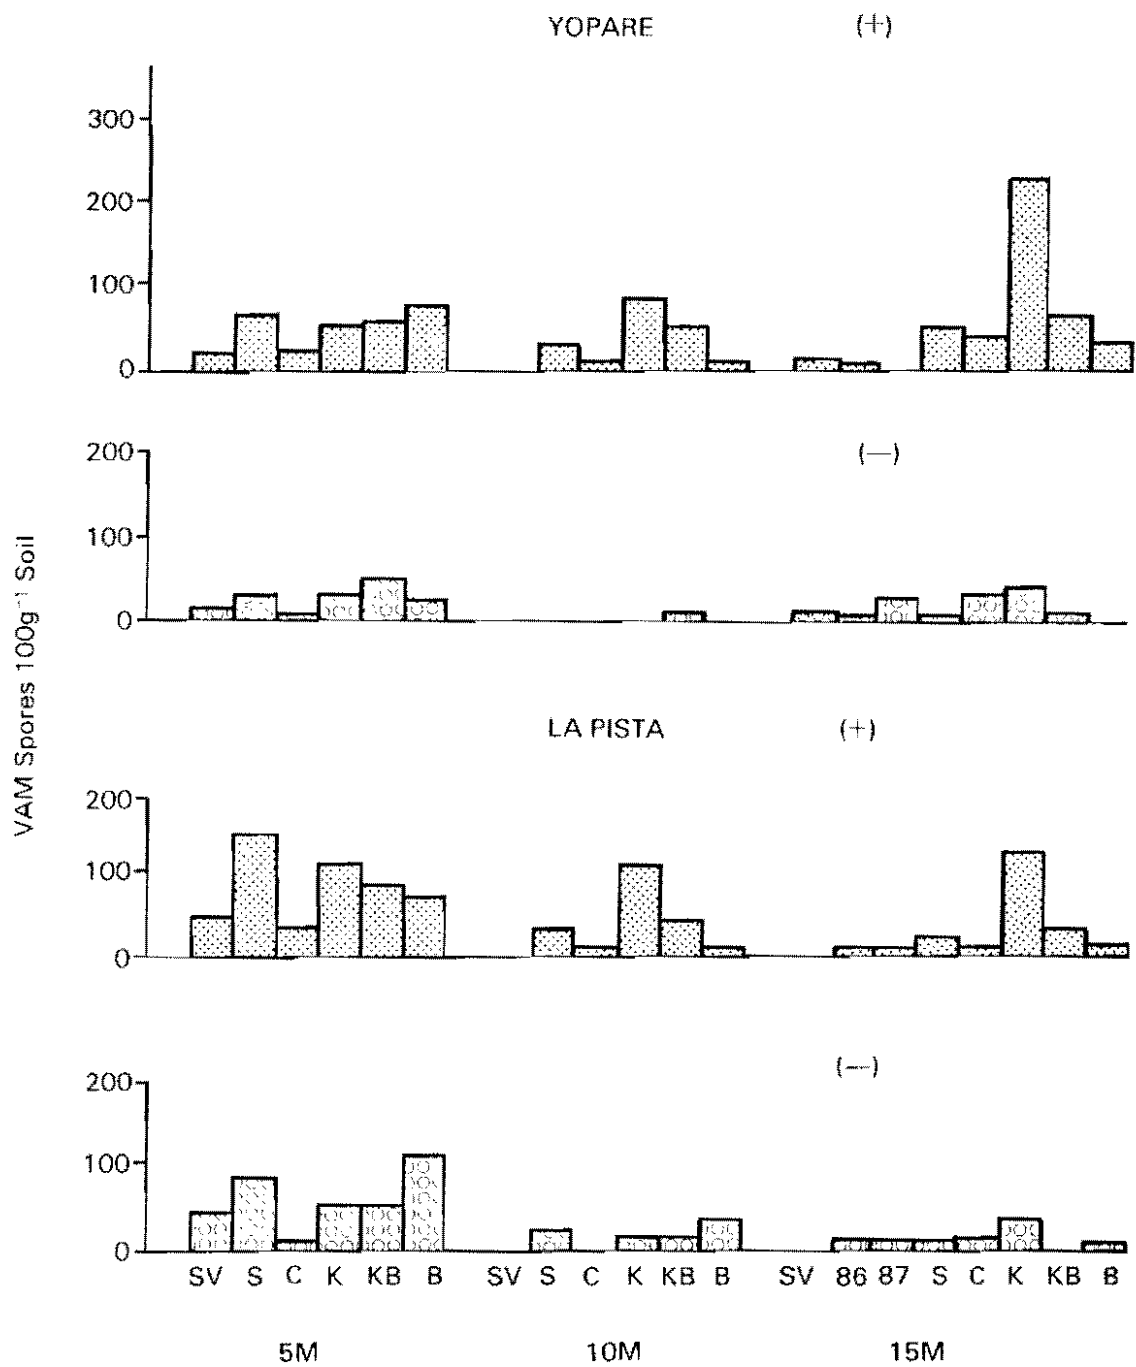 YOPARE (+)
300
200
100
0
200 (—)
100
0
VAM Spores 100g⁻¹ Soil
LA PISTA (+)
200
100
0
(—)
200
100
0
SV S C K KB B SV S C K KB B SV 86 87 S C K KB B
5M 10M 15M